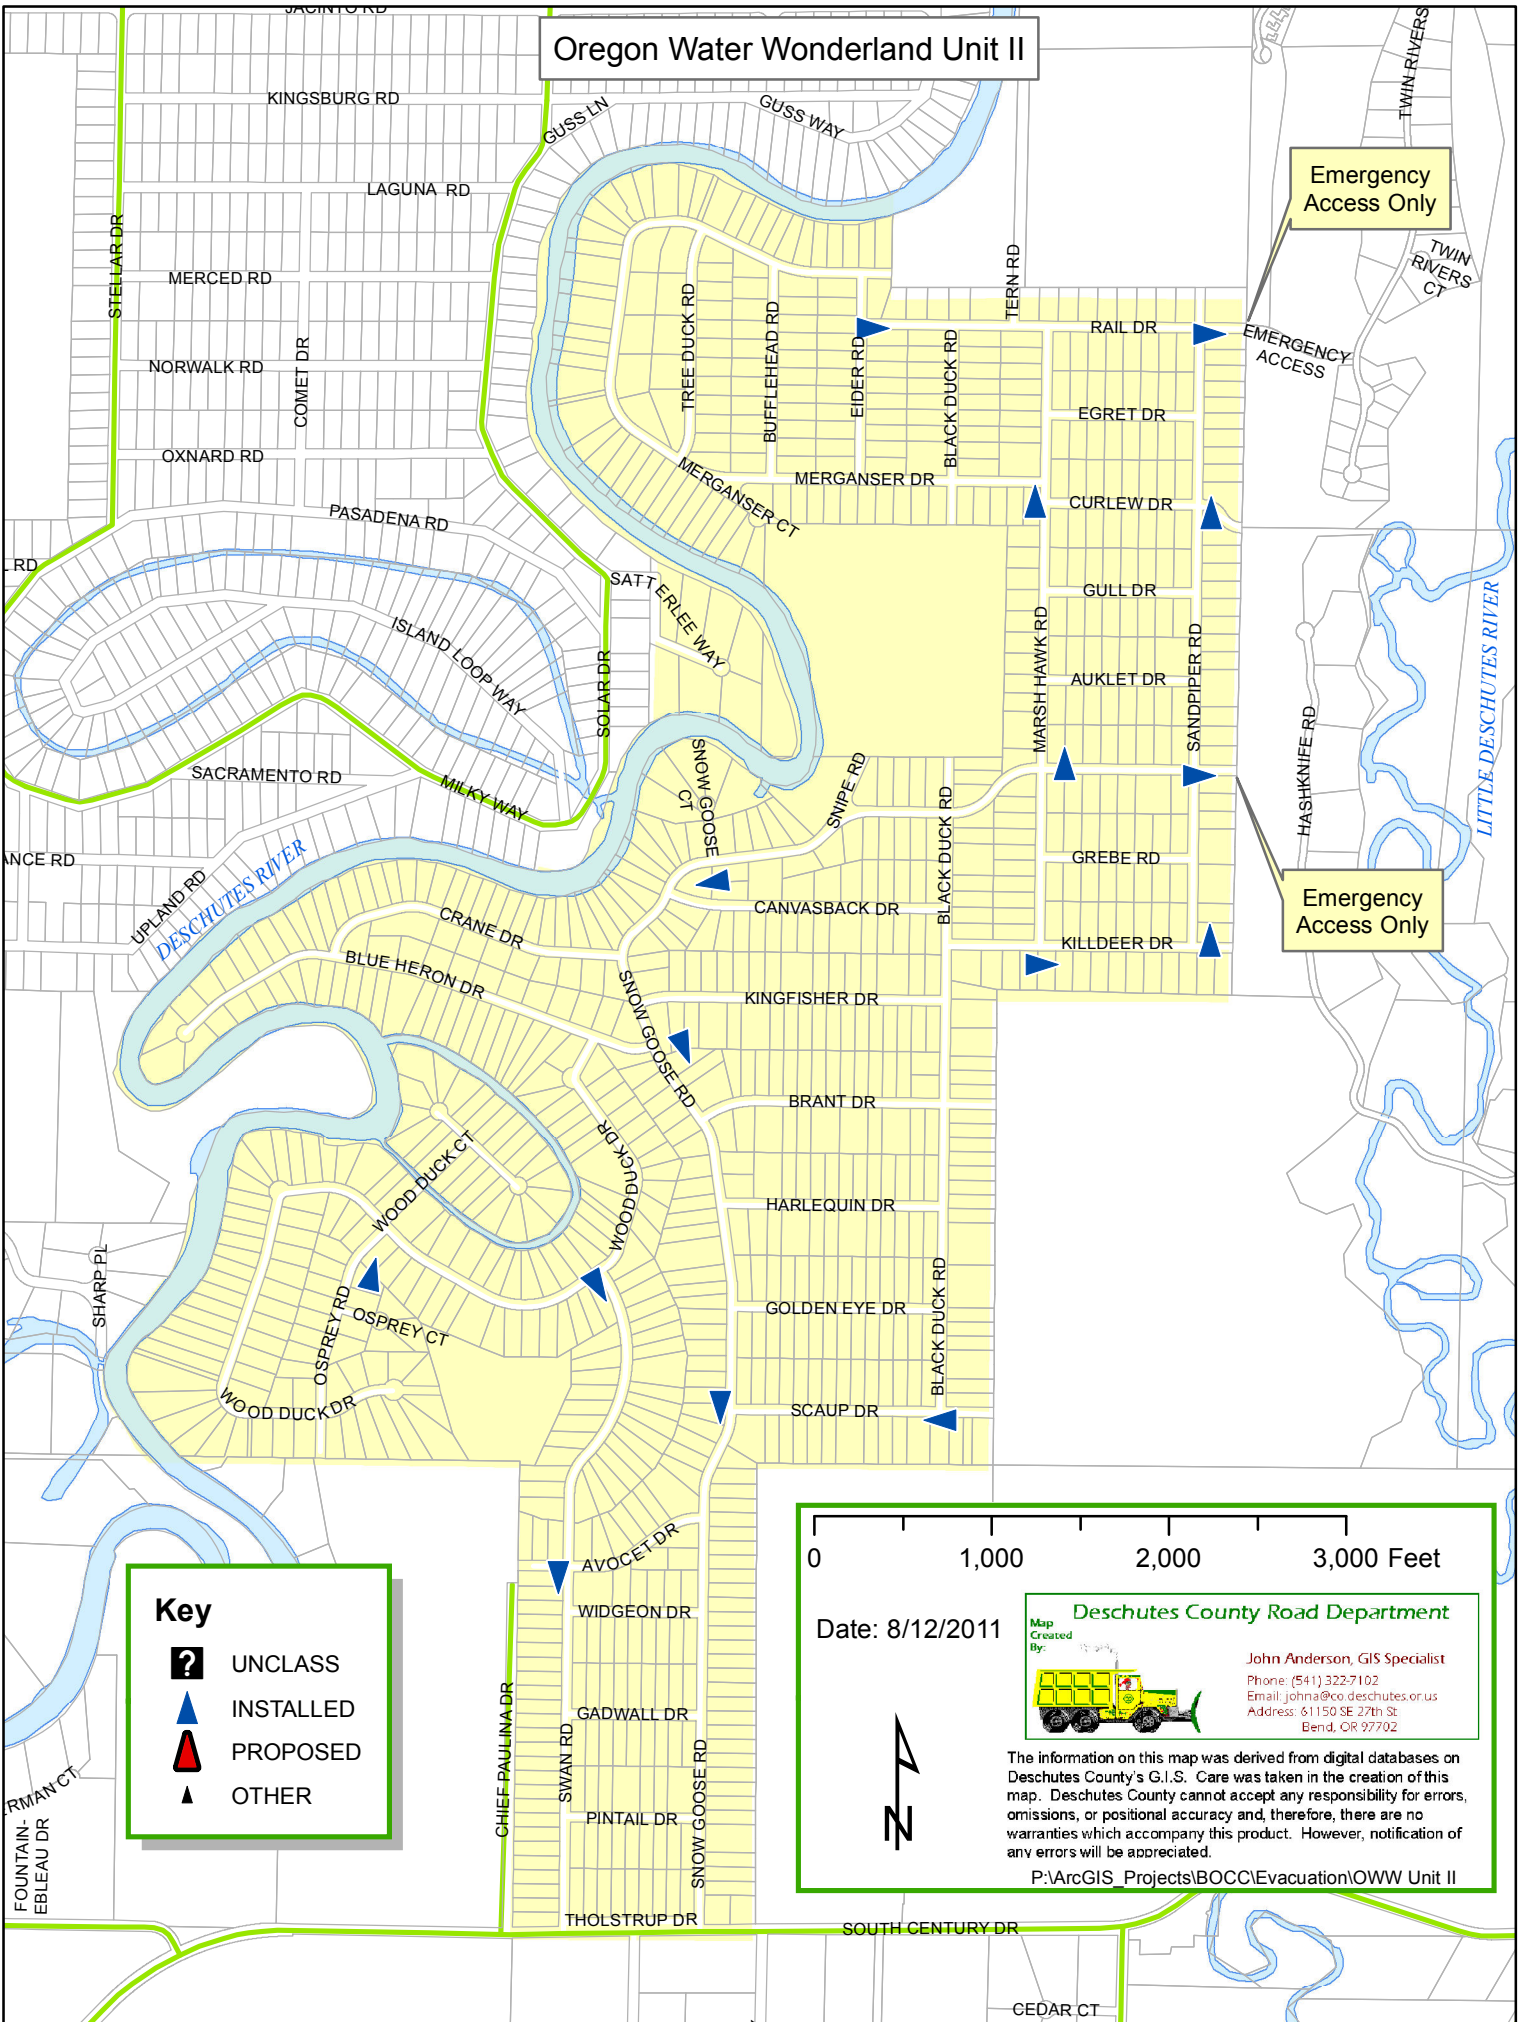 JACINTO RD
Oregon Water Wonderland Unit II
KINGSBURG RD
GUSS LN
GUSS WAY
TWIN RIVERS
LAGUNA RD
Emergency
Access Only
STELLAR DR
MERCED RD
TERN RD
TWIN
RIVERS
CT
TREE DUCK RD
BUFFLEHEAD RD
EIDER RD
BLACK DUCK RD
RAIL DR
EMERGENCY
ACCESS
NORWALK RD
COMET DR
EGRET DR
OXNARD RD
MERGANSER CT
MERGANSER DR
CURLEW DR
PASADENA RD
L RD
SATTERLEE WAY
GULL DR
ISLAND LOOP WAY
SOLAR DR
MARSH HAWK RD
SANDPIPER RD
AUKLET DR
HASHKNIFE RD
LITTLE DESCHUTES RIVER
SACRAMENTO RD
MILKY WAY
SNOW GOOSE
CT
SNIPE RD
BLACK DUCK RD
ANCE RD
UPLAND RD
DESCHUTES RIVER
GREBE RD
Emergency
Access Only
CANVASBACK DR
CRANE DR
KILLDEER DR
BLUE HERON DR
SNOW GOOSE RD
KINGFISHER DR
BRANT DR
WOOD DUCK CT
WOOD DUCK DR
HARLEQUIN DR
SHARP PL
OSPREY RD
OSPREY CT
GOLDEN EYE DR
BLACK DUCK RD
WOOD DUCK DR
SCAUP DR
AVOCET DR
WIDGEON DR
CHIEF PAULINA DR
SWAN RD
GADWALL DR
SNOW GOOSE RD
PINTAIL DR
ERMAN CT
FOUNTAIN-
EBLEAU DR
THOLSTRUP DR
SOUTH CENTURY DR
CEDAR CT
Key
? UNCLASS
INSTALLED
PROPOSED
OTHER
0 1,000 2,000 3,000 Feet
Date: 8/12/2011
Map
Created
By:
Deschutes County Road Department
John Anderson, GIS Specialist
Phone: (541) 322-7102
Email: johna@co.deschutes.or.us
Address: 61150 SE 27th St
Bend, OR 97702
N
The information on this map was derived from digital databases on
Deschutes County's G.I.S. Care was taken in the creation of this
map. Deschutes County cannot accept any responsibility for errors,
omissions, or positional accuracy and, therefore, there are no
warranties which accompany this product. However, notification of
any errors will be appreciated.
P:\ArcGIS_Projects\BOCC\Evacuation\OWW Unit II